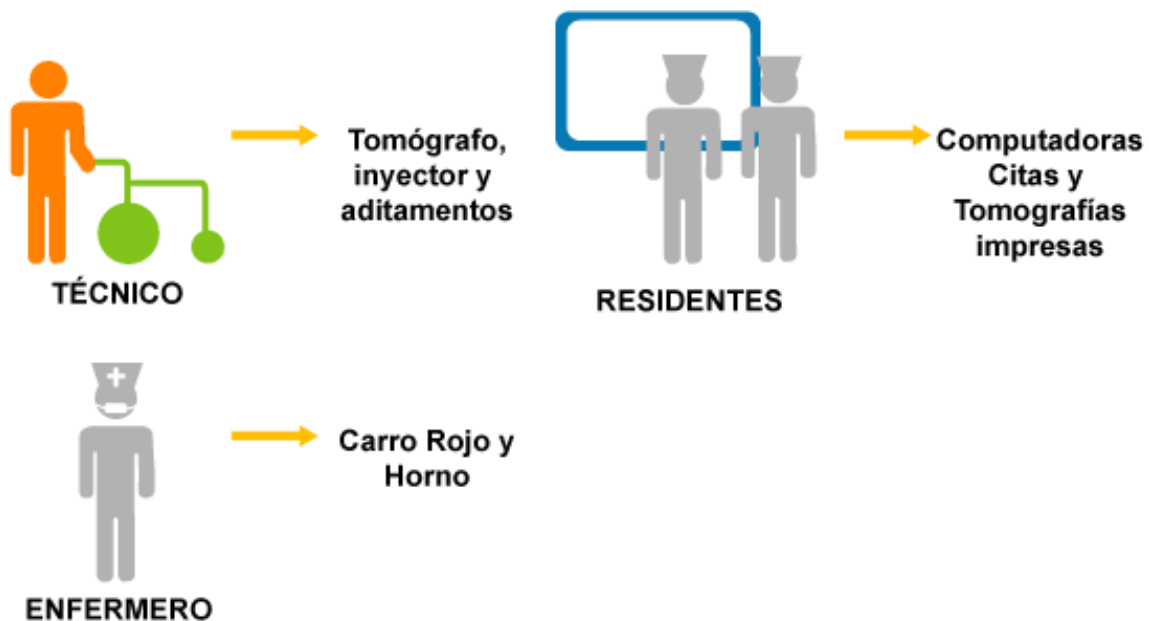 Tomógrafo,
inyector y
aditamentos
TÉCNICO
Computadoras
Citas y
Tomografías
impresas
RESIDENTES
Carro Rojo y
Horno
ENFERMERO